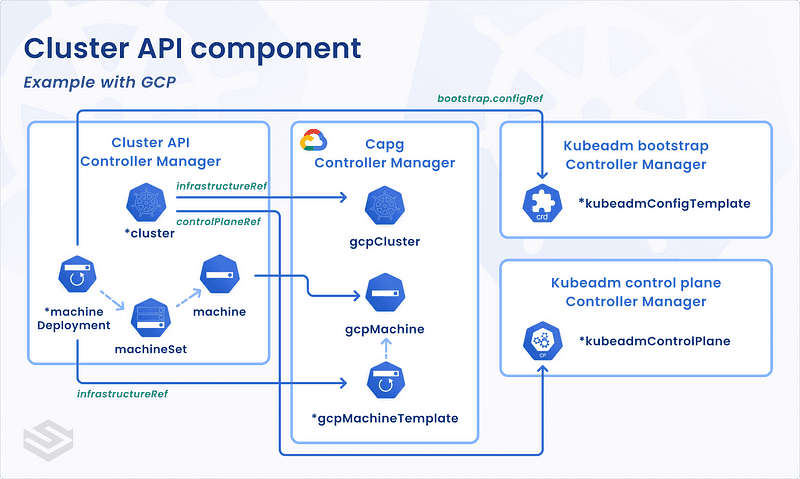 Cluster API component
Example with GCP
bootstrap.configRef
Cluster API
Controller Manager
infrastructureRef
*cluster
controlPlaneRef
*machine
Deployment
machineSet
machine
infrastructureRef
Capg
Controller Manager
gcpCluster
gcpMachine
*gcpMachineTemplate
Kubeadm bootstrap
Controller Manager
crd
*kubeadmConfigTemplate
Kubeadm control plane
Controller Manager
CP
*kubeadmControlPlane